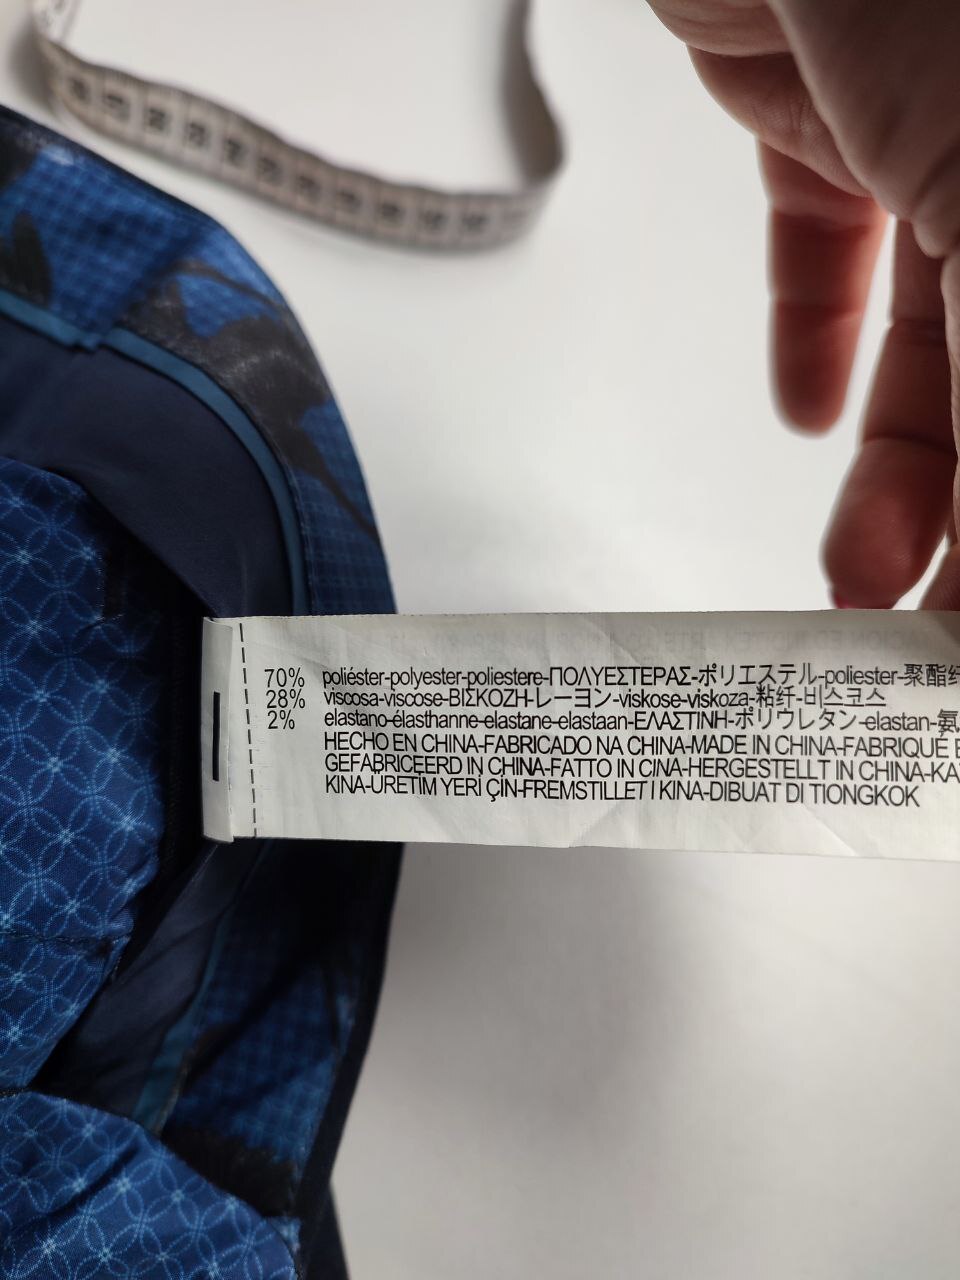 70% poliéster-polyester-poliestere-ΠΟΛΥΕΣΤΕΡΑΣ-ポリエステル-poliester-聚酯纤
28% viscosa-viscose-ΒΙΣΚΟΖΗ-レーヨン-viskose-viskoza-粘纤-비스코스
2% elastano-élasthanne-elastane-elastaan-ΕΛΑΣΤΙΝΗ-ポリウレタン-elastan-氨
HECHO EN CHINA-FABRICADO NA CHINA-MADE IN CHINA-FABRIQUÉ E
GEFABRICEERD IN CHINA-FATTO IN CINA-HERGESTELLT IN CHINA-ΚΑ
KINA-ÜRETİM YERİ ÇİN-FREMSTILLET I KINA-DIBUAT DI TIONGKOK